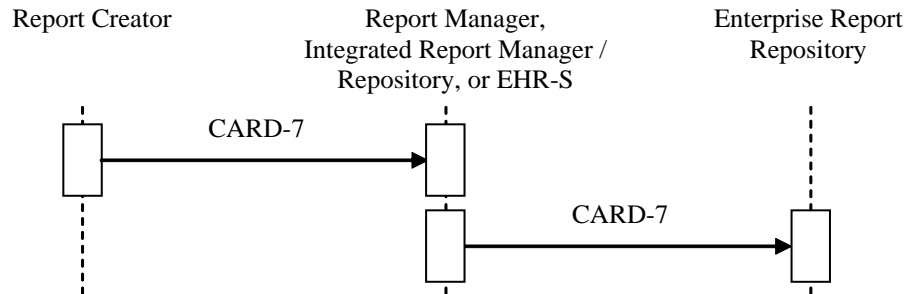 Report Creator
Report Manager,
Integrated Report Manager /
Repository, or EHR-S
Enterprise Report
Repository
CARD-7
CARD-7